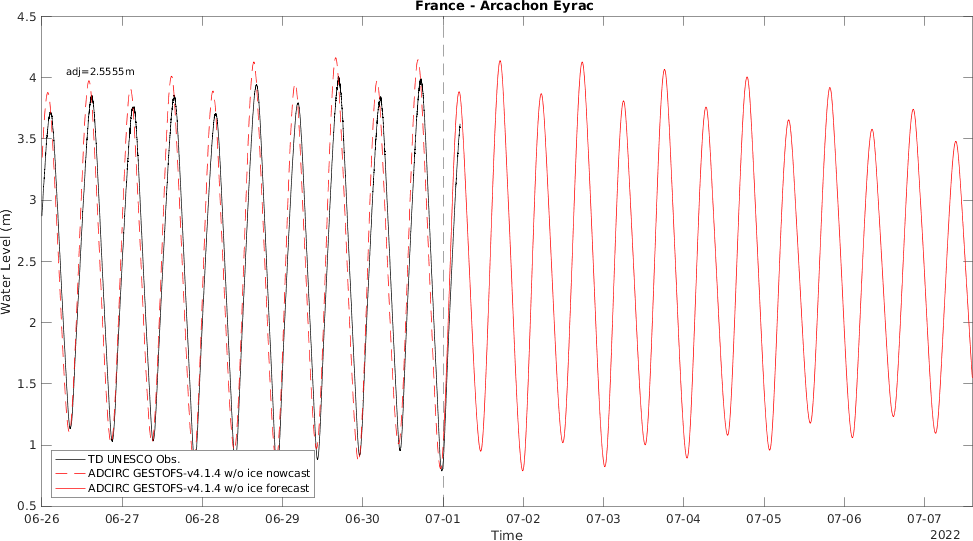 France - Arcachon Eyrac
4.5
4
3.5
3
2.5
2
1.5
1
0.5
Water Level (m)
adj=2.5555m
TD UNESCO Obs.
ADCIRC GESTOFS-v4.1.4 w/o ice nowcast
ADCIRC GESTOFS-v4.1.4 w/o ice forecast
06-26 06-27 06-28 06-29 06-30 07-01 07-02 07-03 07-04 07-05 07-06 07-07
Time
2022